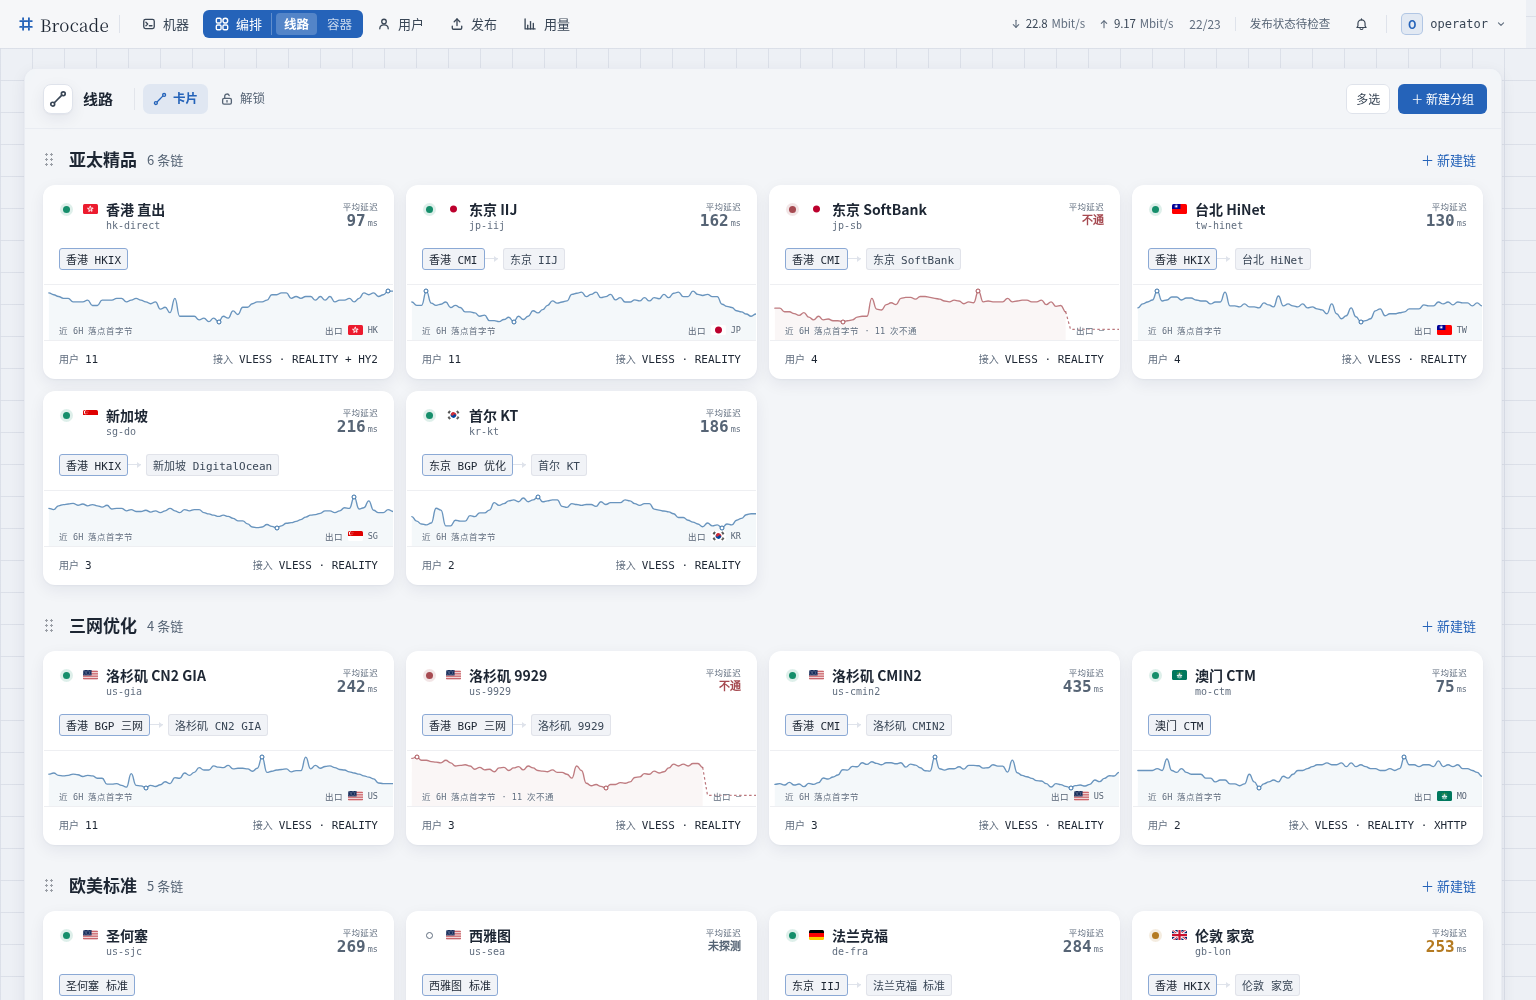 Brocade 机器 编排 线路 容器 用户 发布 用量 22.8 Mbit/s 9.17 Mbit/s 22/23 发布状态待检查 O operator
线路 卡片 解锁 多选 新建分组
亚太精品 6 条链 新建链
香港 直出 平均延迟
hk-direct 97 ms
香港 HKIX
近 6H 落点首字节 出口 HK
用户 11 接入 VLESS · REALITY + HY2
东京 IIJ 平均延迟
jp-iij 162 ms
香港 CMI 东京 IIJ
近 6H 落点首字节 出口 JP
用户 11 接入 VLESS · REALITY
东京 SoftBank 平均延迟
jp-sb 不通
香港 CMI 东京 SoftBank
近 6H 落点首字节 · 11 次不通 出口
用户 4 接入 VLESS · REALITY
台北 HiNet 平均延迟
tw-hinet 130 ms
香港 HKIX 台北 HiNet
近 6H 落点首字节 出口 TW
用户 4 接入 VLESS · REALITY
新加坡 平均延迟
sg-do 216 ms
香港 HKIX 新加坡 DigitalOcean
近 6H 落点首字节 出口 SG
用户 3 接入 VLESS · REALITY
首尔 KT 平均延迟
kr-kt 186 ms
东京 BGP 优化 首尔 KT
近 6H 落点首字节 出口 KR
用户 2 接入 VLESS · REALITY
三网优化 4 条链 新建链
洛杉矶 CN2 GIA 平均延迟
us-gia 242 ms
香港 BGP 三网 洛杉矶 CN2 GIA
近 6H 落点首字节 出口 US
用户 11 接入 VLESS · REALITY
洛杉矶 9929 平均延迟
us-9929 不通
香港 BGP 三网 洛杉矶 9929
近 6H 落点首字节 · 11 次不通 出口
用户 3 接入 VLESS · REALITY
洛杉矶 CMIN2 平均延迟
us-cmin2 435 ms
香港 CMI 洛杉矶 CMIN2
近 6H 落点首字节 出口 US
用户 3 接入 VLESS · REALITY
澳门 CTM 平均延迟
mo-ctm 75 ms
澳门 CTM
近 6H 落点首字节 出口 MO
用户 2 接入 VLESS · REALITY · XHTTP
欧美标准 5 条链 新建链
圣何塞 平均延迟
us-sjc 269 ms
圣何塞 标准
西雅图 平均延迟
us-sea 未探测
西雅图 标准
法兰克福 平均延迟
de-fra 284 ms
东京 IIJ 法兰克福 标准
伦敦 家宽 平均延迟
gb-lon 253 ms
香港 HKIX 伦敦 家宽